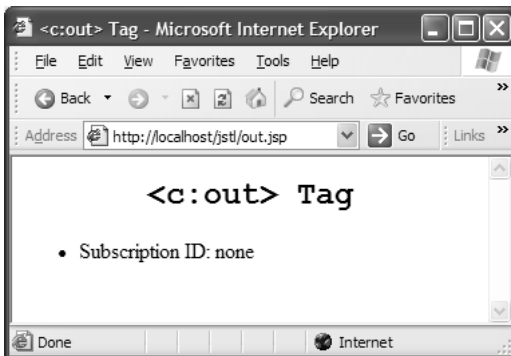 <c:out> Tag - Microsoft Internet Explorer
File Edit View Favorites Tools Help
Back Search Favorites »
Address http://localhost/jstl/out.jsp Go Links »
<c:out> Tag
• Subscription ID: none
Done Internet